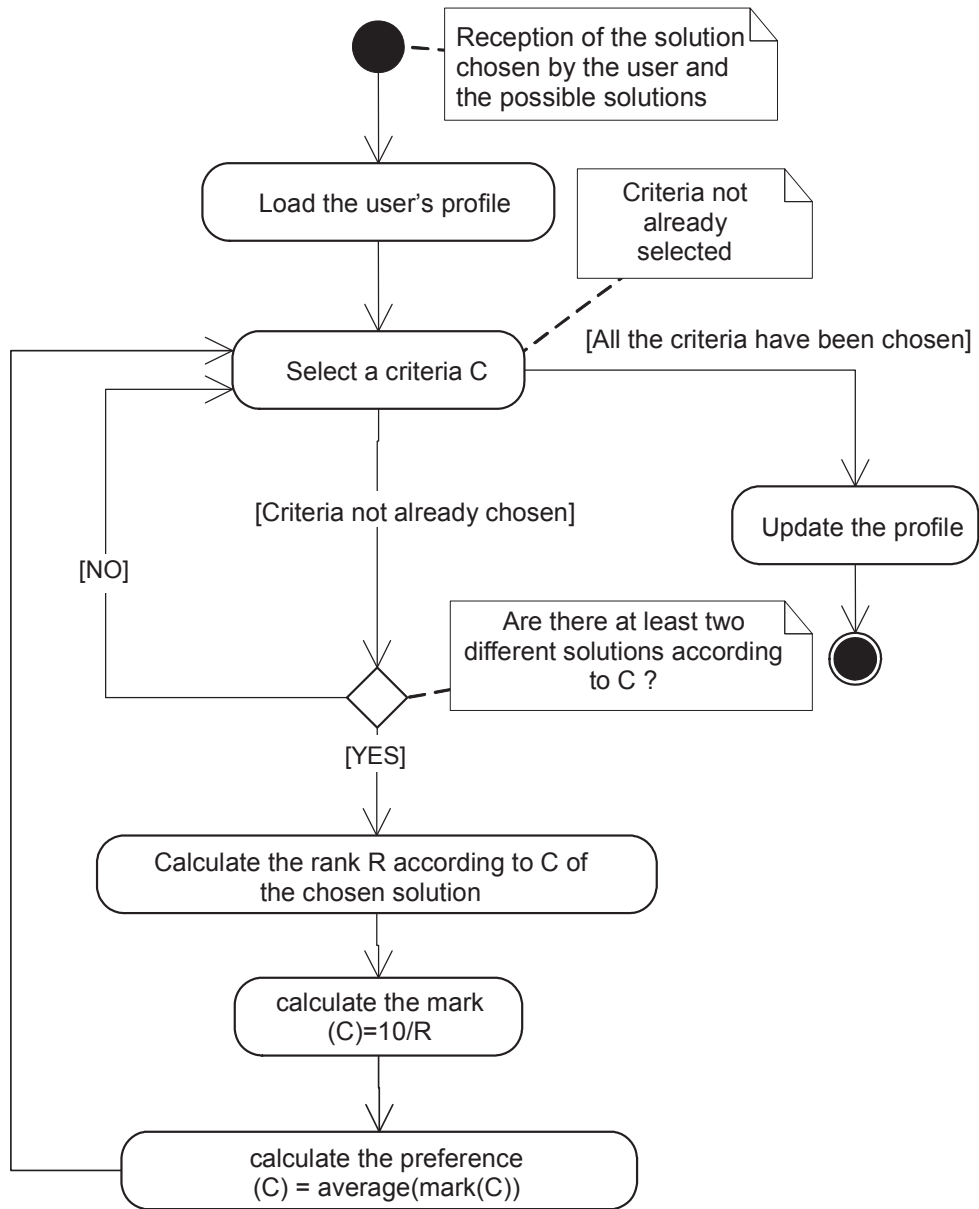 Reception of the solution
chosen by the user and
the possible solutions
Load the user’s profile
Criteria not
already
selected
[All the criteria have been chosen]
Select a criteria C
[Criteria not already chosen]
Update the profile
[NO]
Are there at least two
different solutions according
to C ?
[YES]
Calculate the rank R according to C of
the chosen solution
calculate the mark
(C)=10/R
calculate the preference
(C) = average(mark(C))